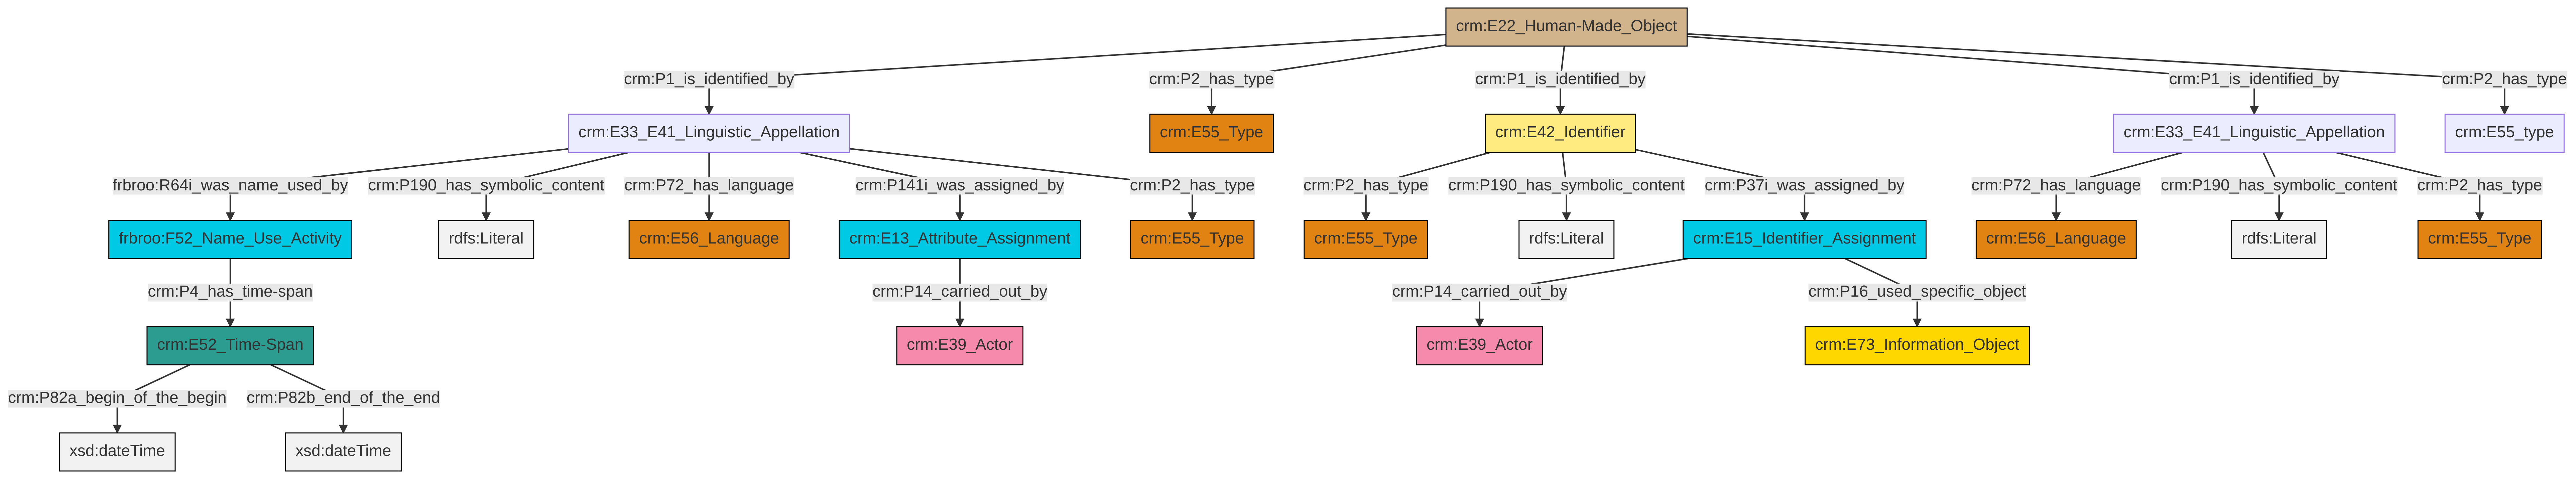 crm:E22_Human-Made_Object
crm:P1_is_identified_by
crm:P2_has_type
crm:P1_is_identified_by
crm:P1_is_identified_by
crm:P2_has_type
crm:E33_E41_Linguistic_Appellation
crm:E55_Type
crm:E42_Identifier
crm:E33_E41_Linguistic_Appellation
crm:E55_type
frbroo:R64i_was_name_used_by
crm:P190_has_symbolic_content
crm:P72_has_language
crm:P141i_was_assigned_by
crm:P2_has_type
crm:P2_has_type
crm:P190_has_symbolic_content
crm:P37i_was_assigned_by
crm:P72_has_language
crm:P190_has_symbolic_content
crm:P2_has_type
frbroo:F52_Name_Use_Activity
rdfs:Literal
crm:E56_Language
crm:E13_Attribute_Assignment
crm:E55_Type
crm:E55_Type
rdfs:Literal
crm:E15_Identifier_Assignment
crm:E56_Language
rdfs:Literal
crm:E55_Type
crm:P4_has_time-span
crm:P14_carried_out_by
crm:P14_carried_out_by
crm:P16_used_specific_object
crm:E52_Time-Span
crm:E39_Actor
crm:E39_Actor
crm:E73_Information_Object
crm:P82a_begin_of_the_begin
crm:P82b_end_of_the_end
xsd:dateTime
xsd:dateTime